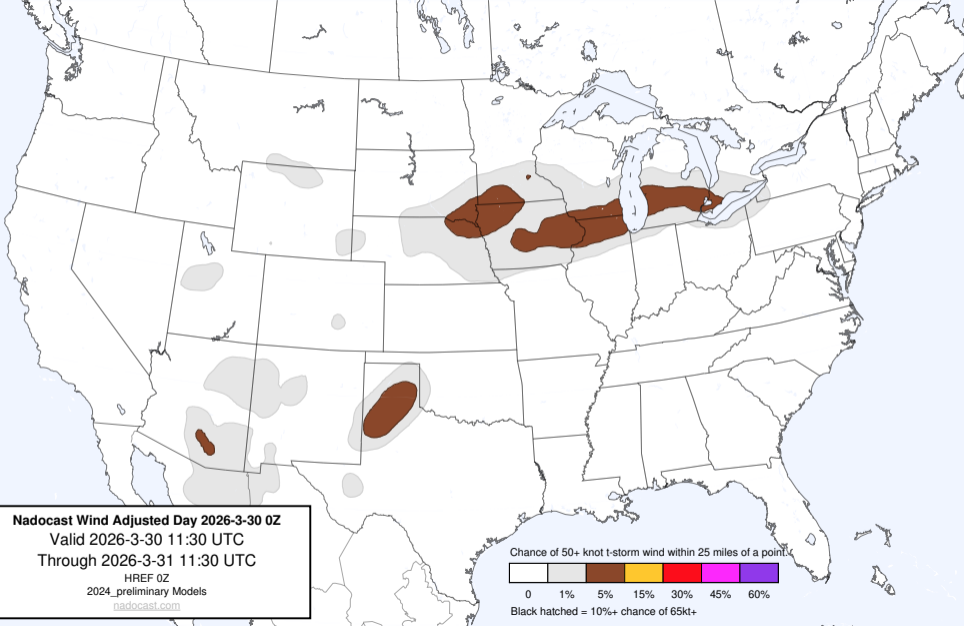 Nadocast Wind Adjusted Day 2026-3-30 0Z
Valid 2026-3-30 11:30 UTC
Through 2026-3-31 11:30 UTC
HREF 0Z
2024_preliminary Models
nadocast.com
Chance of 50+ knot t-storm wind within 25 miles of a point.
0 1% 5% 15% 30% 45% 60%
Black hatched = 10%+ chance of 65kt+